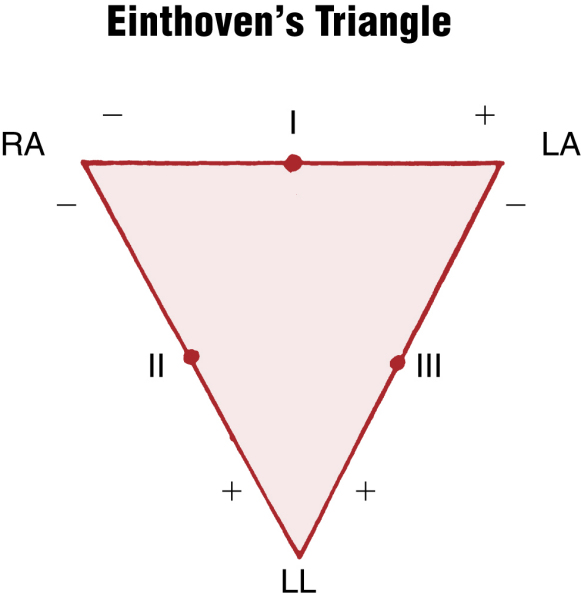 Einthoven's Triangle
− I +
RA LA
− −
II III
+ +
LL